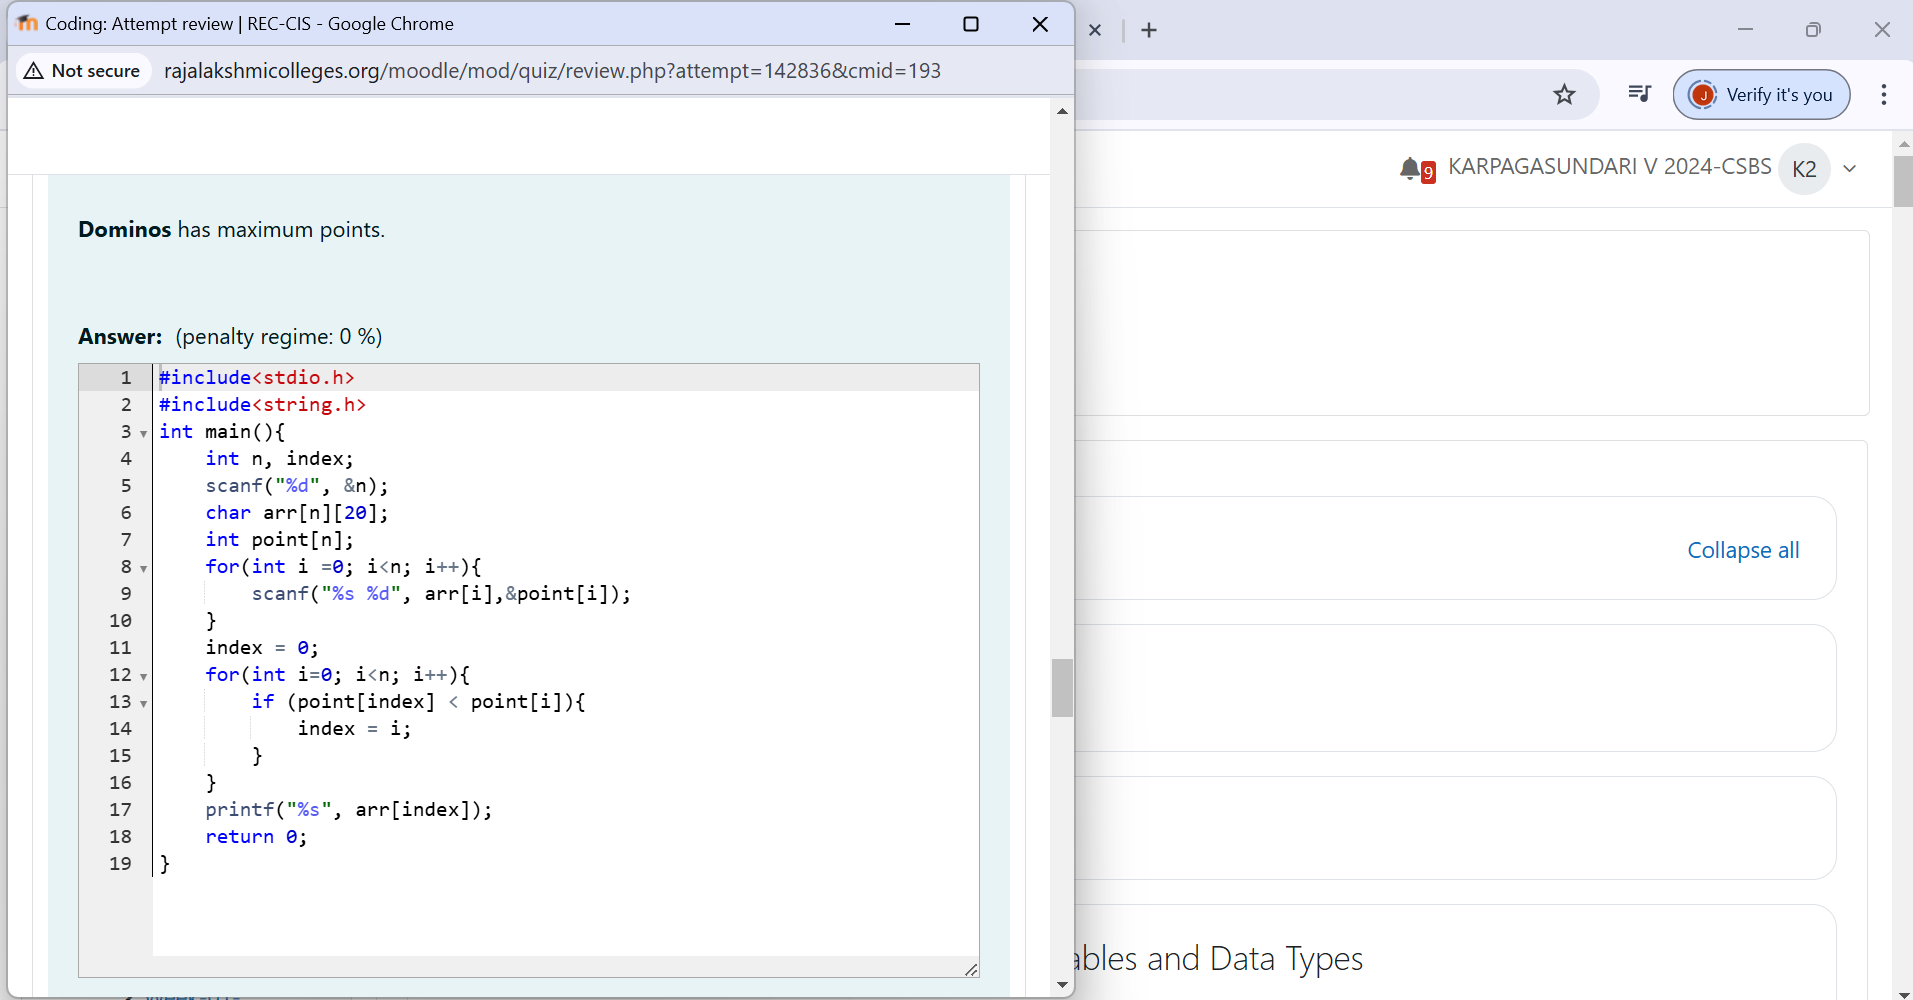 Coding: Attempt review | REC-CIS - Google Chrome
Not secure
rajalakshmicolleges.org/moodle/mod/quiz/review.php?attempt=142836&cmid=193
J
Verify it's you
9
KARPAGASUNDARI V 2024-CSBS
K2
Dominos has maximum points.
Answer: (penalty regime: 0 %)
1 #include<stdio.h>
2 #include<string.h>
3 int main(){
4     int n, index;
5     scanf("%d", &n);
6     char arr[n][20];
7     int point[n];
8     for(int i =0; i<n; i++){
9         scanf("%s %d", arr[i],&point[i]);
10     }
11     index = 0;
12     for(int i=0; i<n; i++){
13         if (point[index] < point[i]){
14             index = i;
15         }
16     }
17     printf("%s", arr[index]);
18     return 0;
19 }
Collapse all
ables and Data Types